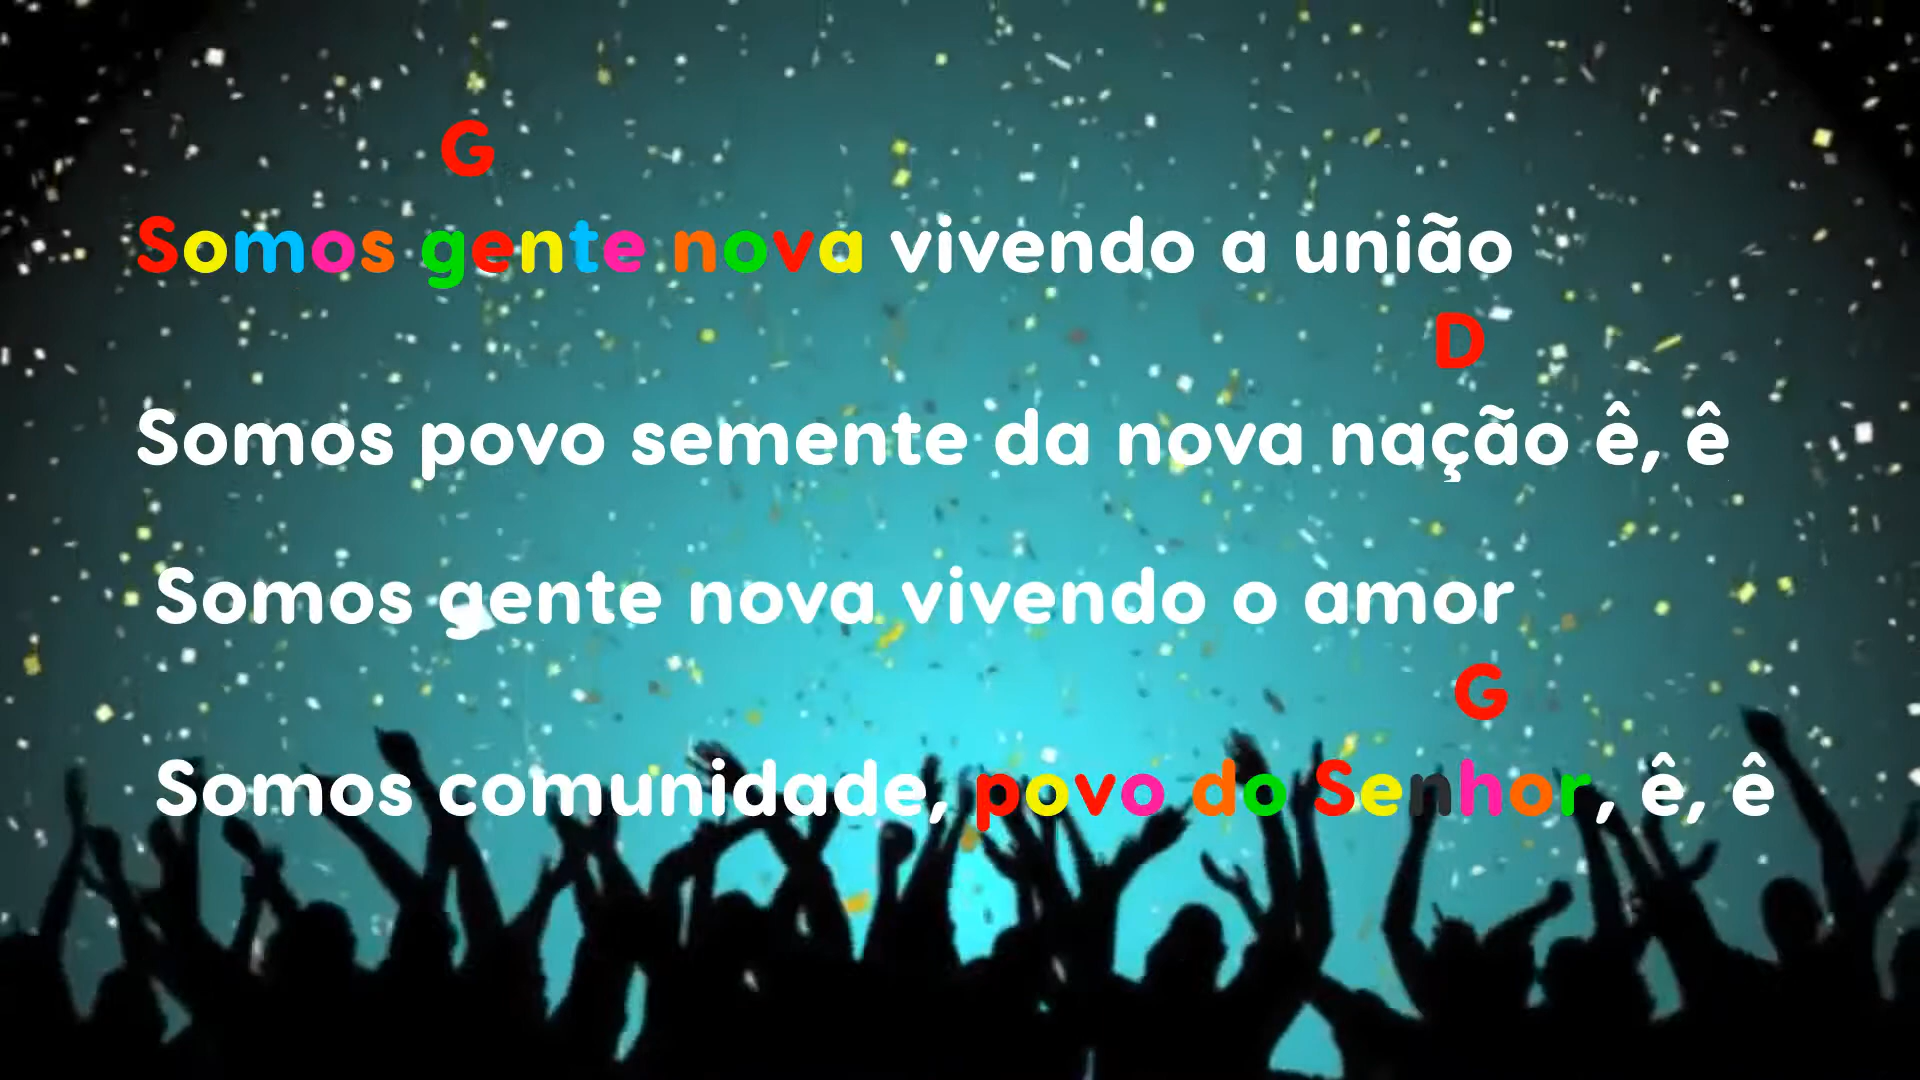 G
Somos gente nova vivendo a união
D
Somos povo semente da nova nação ê, ê
Somos gente nova vivendo o amor
G
Somos comunidade, povo do Senhor, ê, ê